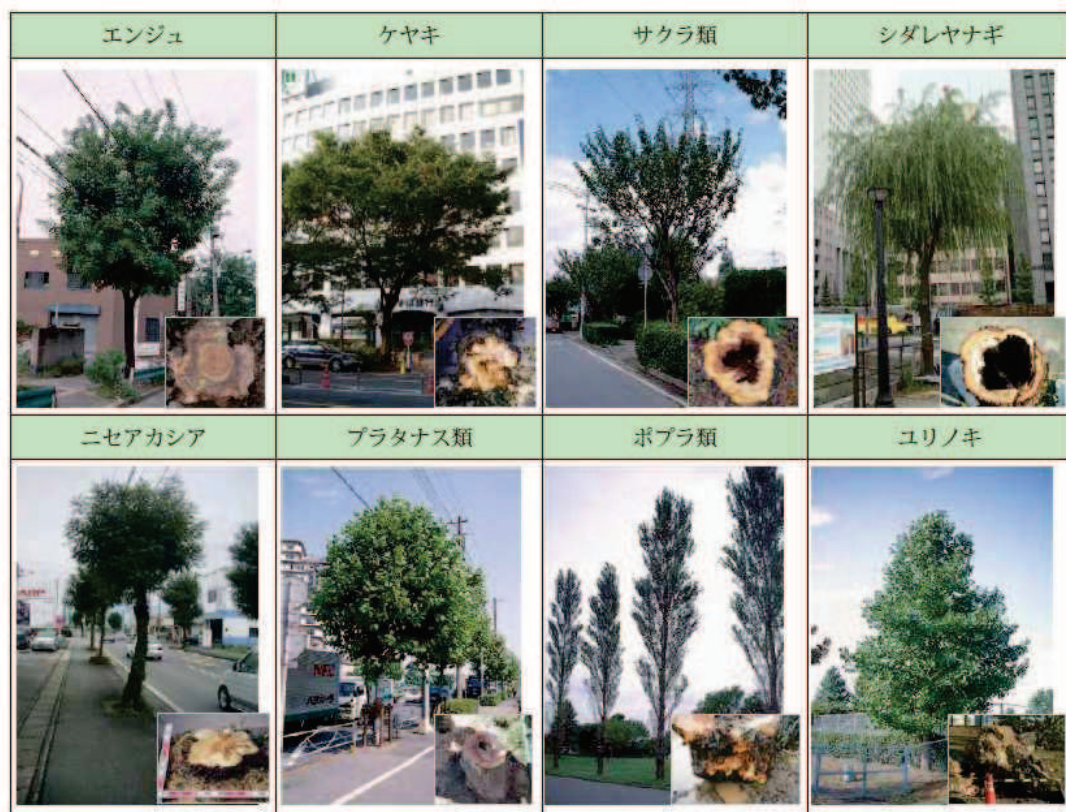 エンジュ
ケヤキ
サクラ類
シダレヤナギ
ニセアカシア
プラタナス類
ポプラ類
ユリノキ